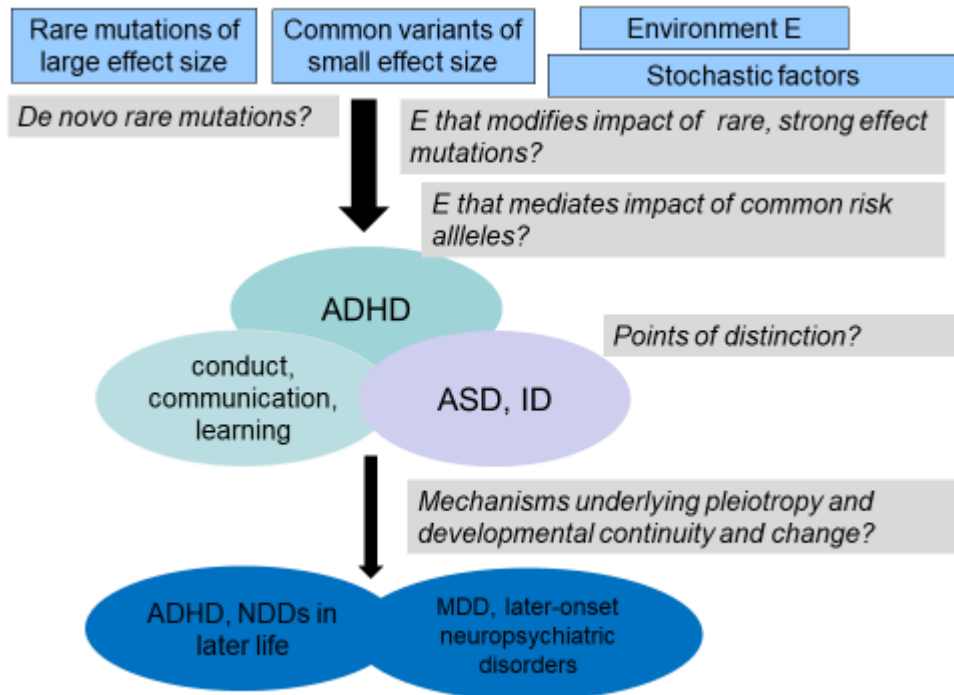 Rare mutations of
large effect size
Common variants of
small effect size
Environment E
Stochastic factors
De novo rare mutations?
E that modifies impact of rare, strong effect
mutations?
E that mediates impact of common risk
allleles?
ADHD
Points of distinction?
conduct,
communication,
learning
ASD, ID
Mechanisms underlying pleiotropy and
developmental continuity and change?
ADHD, NDDs in
later life
MDD, later-onset
neuropsychiatric
disorders